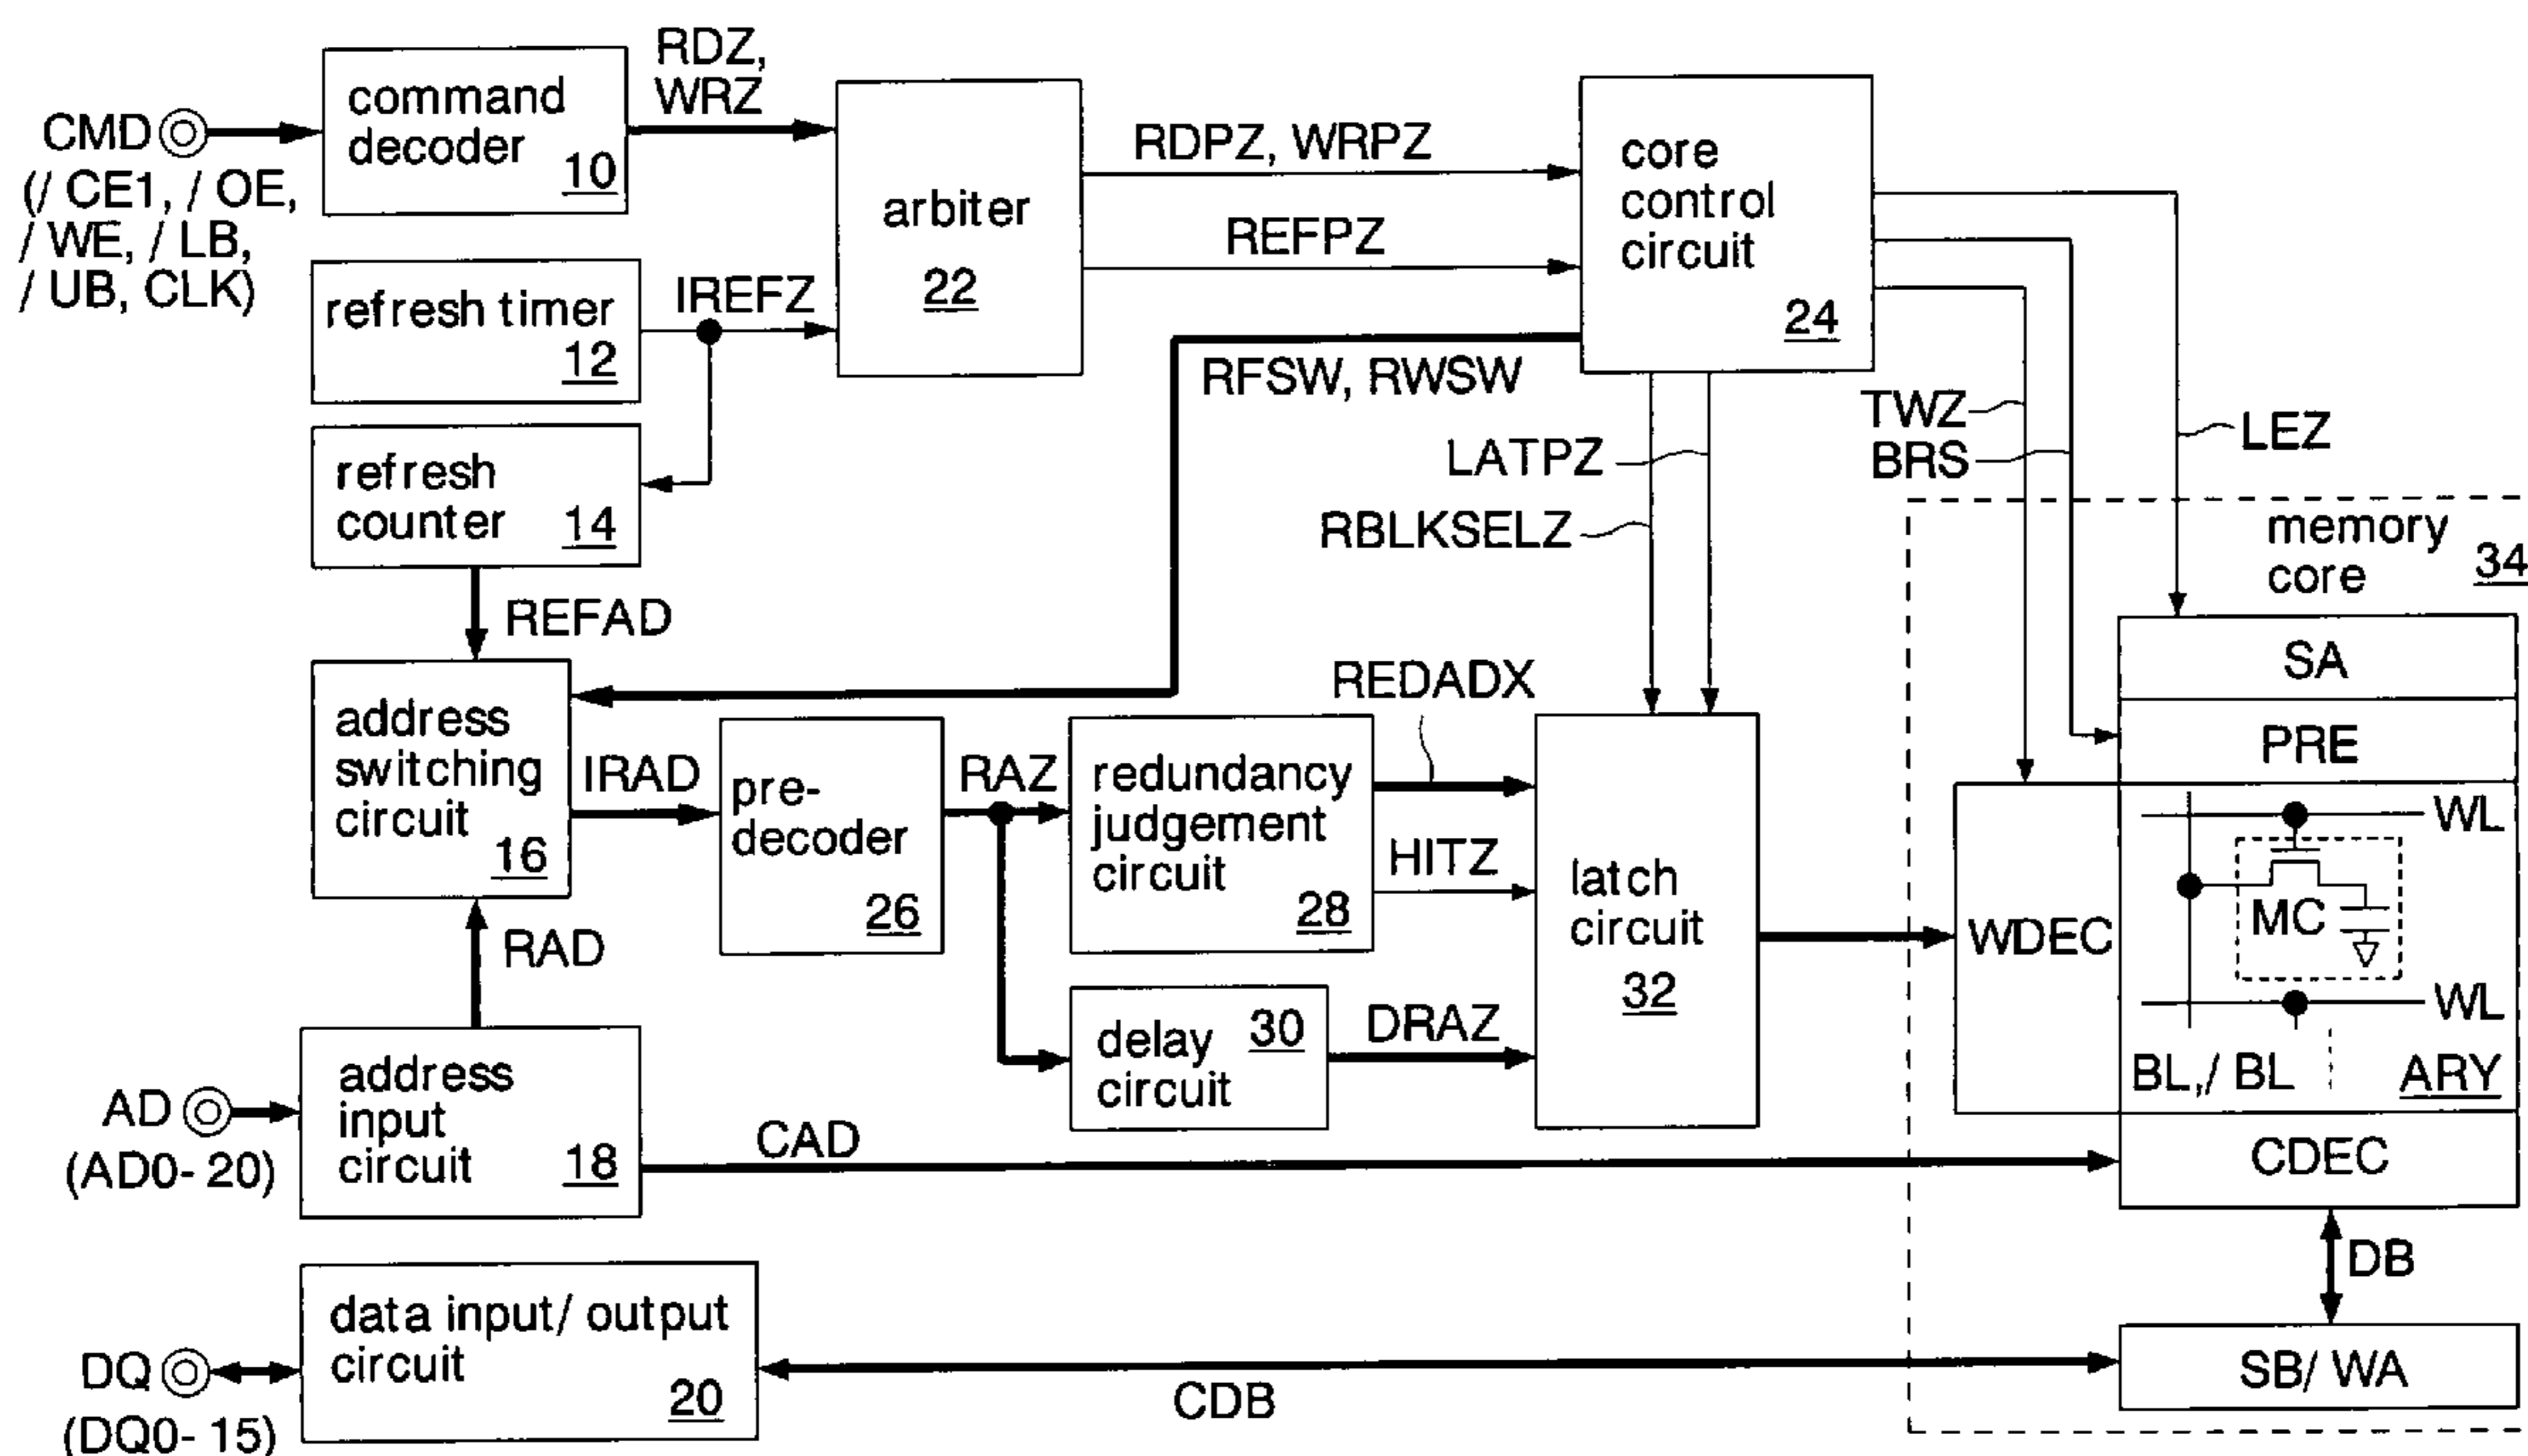 CMD
(/ CE1, / OE,
/ WE, / LB,
/ UB, CLK)
command
decoder
10
RDZ,
WRZ
refresh timer
12
IREFZ
refresh
counter
14
REFAD
arbiter
22
RDPZ, WRPZ
REFPZ
core
control
circuit
24
RFSW, RWSW
LATPZ
RBLKSELZ
TWZ
BRS
LEZ
memory
core
34
address
switching
circuit
16
IRAD
pre-
decoder
26
RAZ
redundancy
judgement
circuit
28
REDADX
HITZ
delay
circuit
30
DRAZ
latch
circuit
32
RAD
AD
(AD0- 20)
address
input
circuit
18
CAD
SA
PRE
WDEC
WL
MC
WL
BL,/ BL
ARY
CDEC
DB
SB/ WA
DQ
(DQ0- 15)
data input/ output
circuit
20
CDB